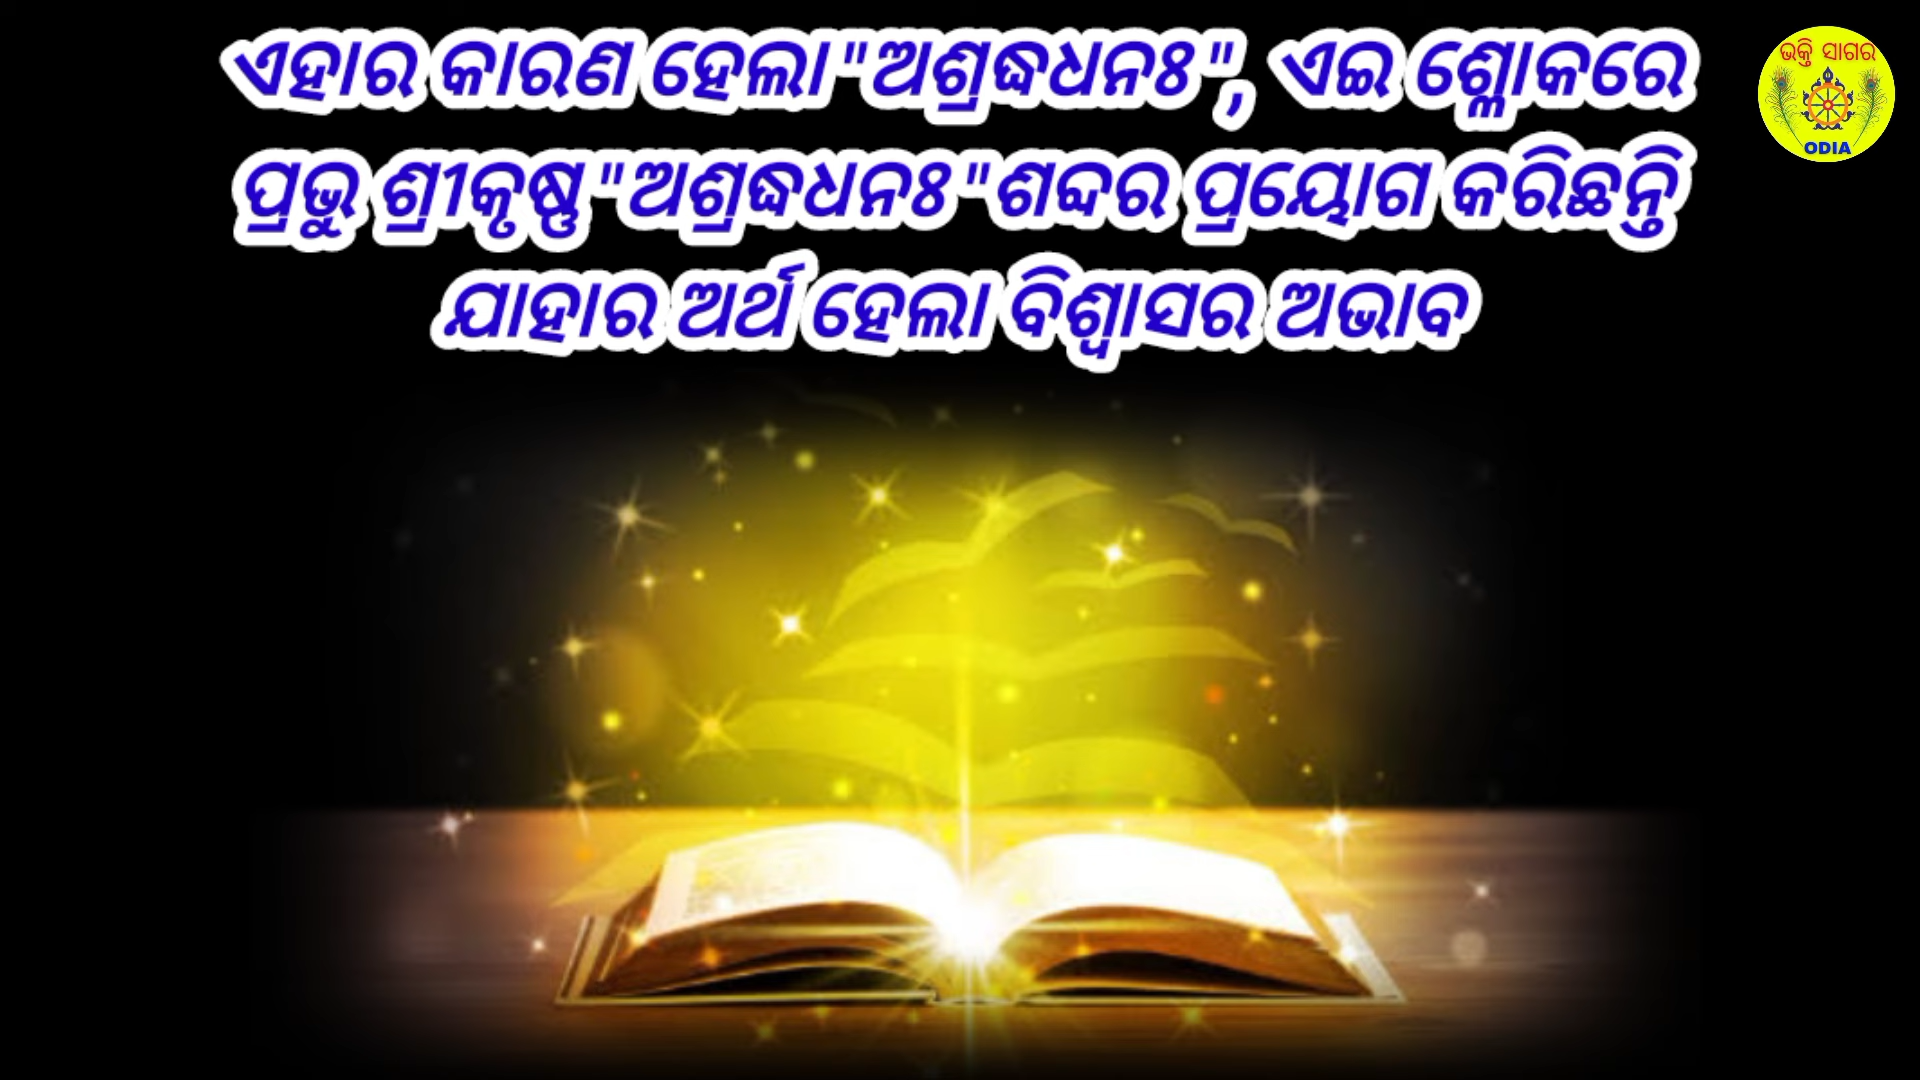 ଏହାର କାରଣ ହେଲା "ଅଶ୍ରଦ୍ଧଧନଃ", ଏଇ ଶ୍ଳୋକରେ
ପ୍ରଭୁ ଶ୍ରୀକୃଷ୍ଣ "ଅଶ୍ରଦ୍ଧଧନଃ" ଶବ୍ଦର ପ୍ରୟୋଗ କରିଛନ୍ତି
ଯାହାର ଅର୍ଥ ହେଲା ବିଶ୍ୱାସର ଅଭାବ
ଭକ୍ତି ସାଗର
ODIA